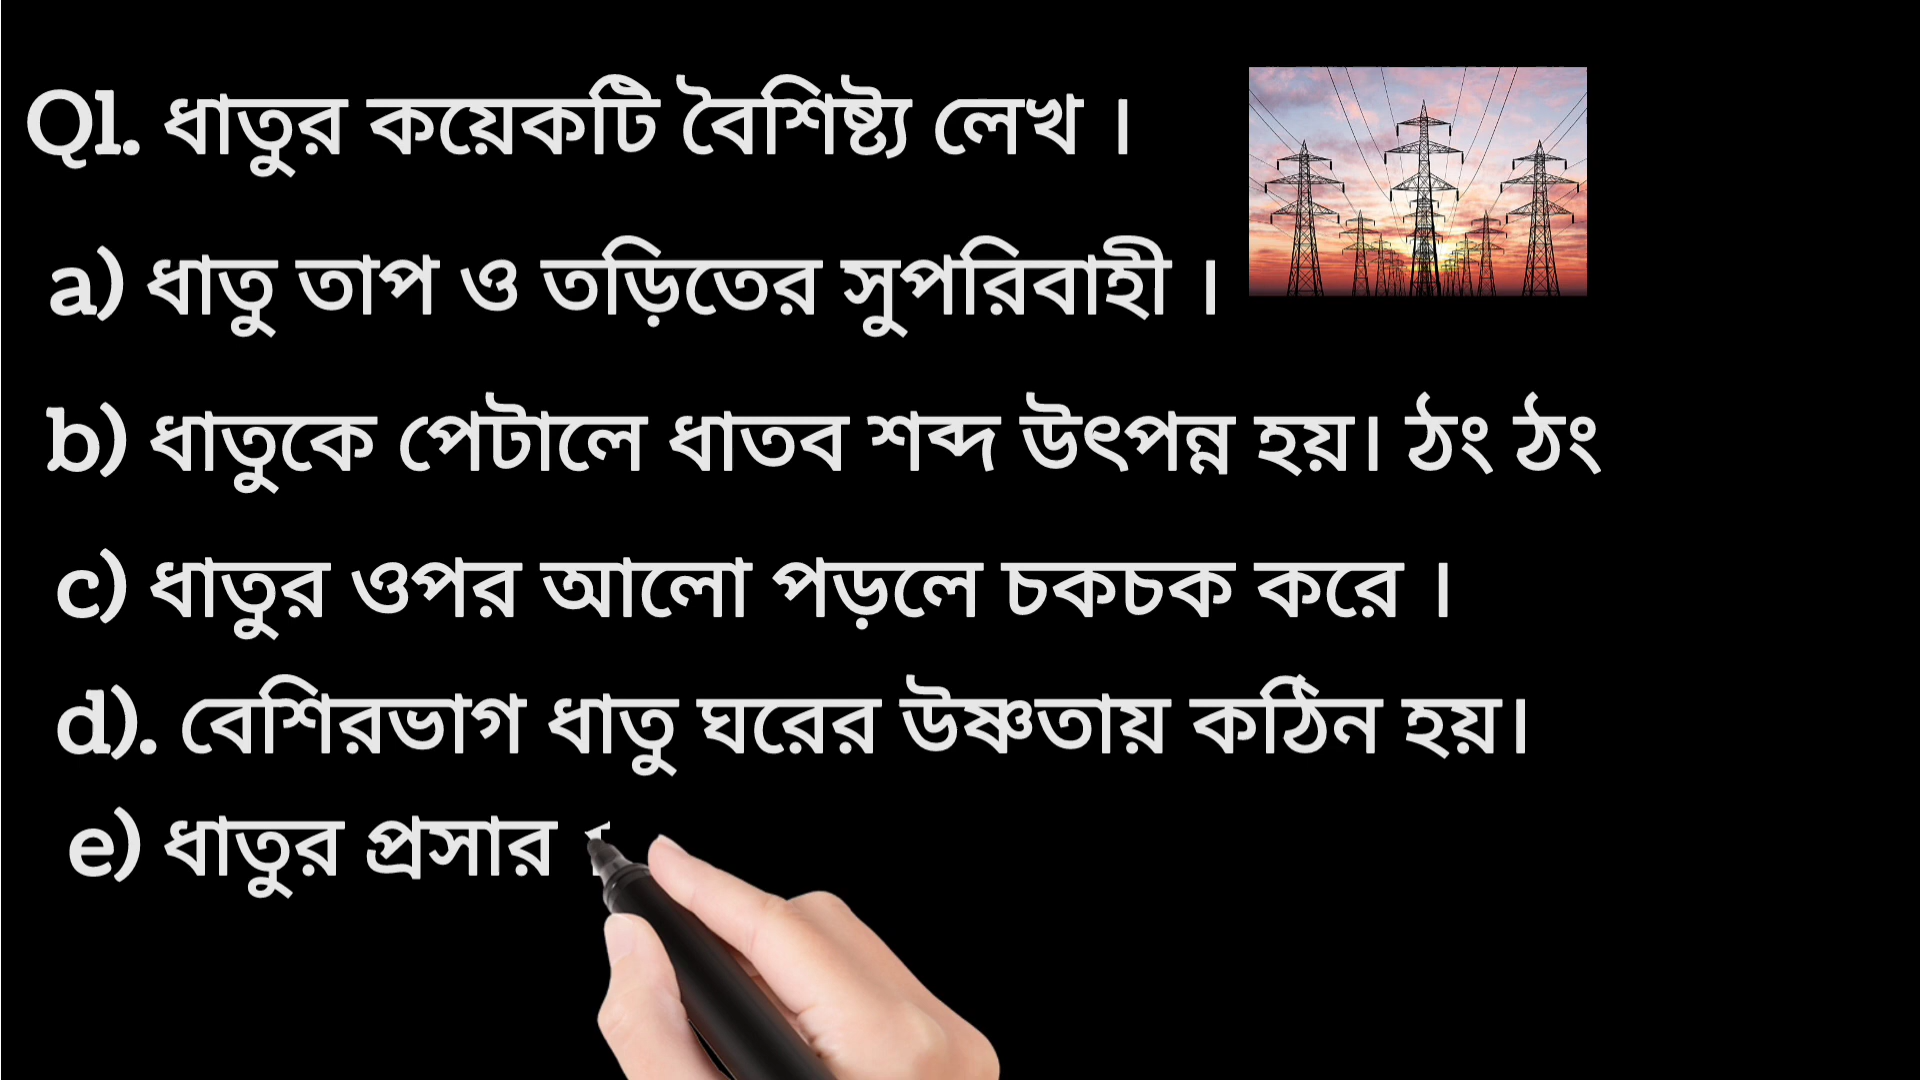 Q1. ধাতুর কয়েকটি বৈশিষ্ট্য লেখ ।
a) ধাতু তাপ ও তড়িতের সুপরিবাহী ।
b) ধাতুকে পেটালে ধাতব শব্দ উৎপন্ন হয়। ঠং ঠং
c) ধাতুর ওপর আলো পড়লে চকচক করে ।
d). বেশিরভাগ ধাতু ঘরের উষ্ণতায় কঠিন হয়।
e) ধাতুর প্রসার